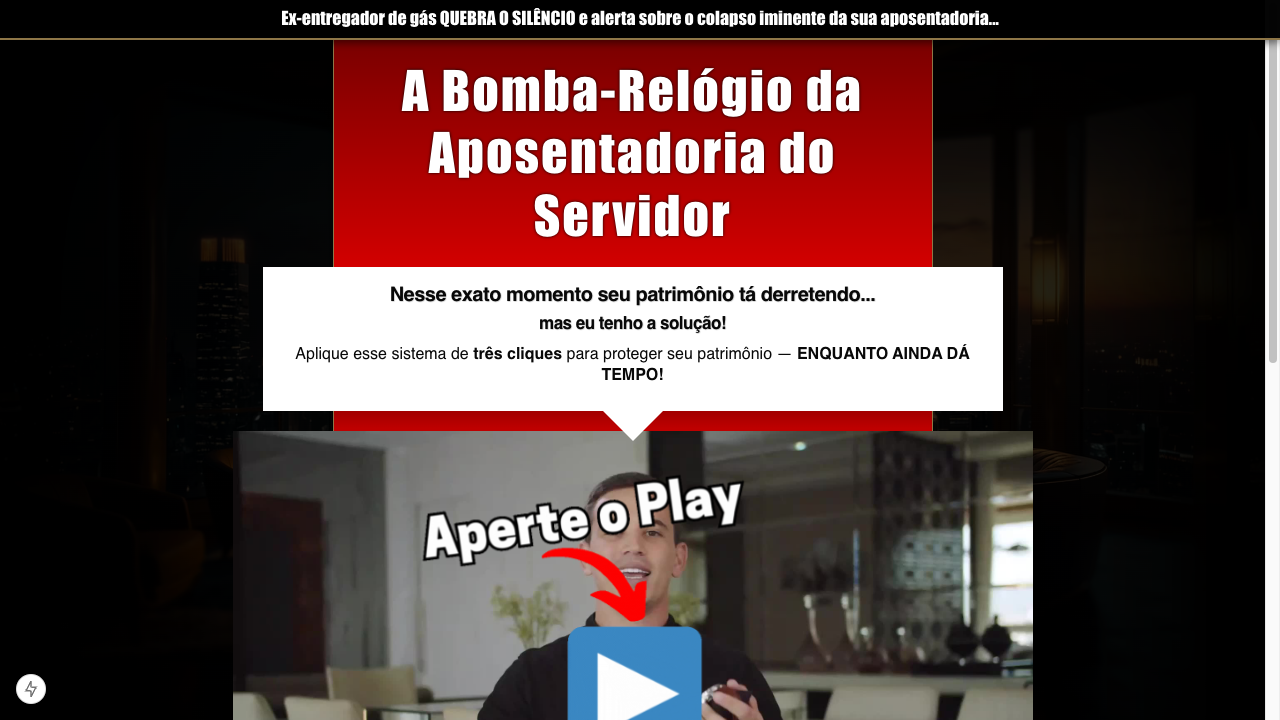 Ex-entregador de gás QUEBRA O SILÊNCIO e alerta sobre o colapso iminente da sua aposentadoria...
A Bomba-Relógio da
Aposentadoria do
Servidor
Nesse exato momento seu patrimônio tá derretendo...
mas eu tenho a solução!
Aplique esse sistema de três cliques para proteger seu patrimônio — ENQUANTO AINDA DÁ
TEMPO!
Aperte o Play